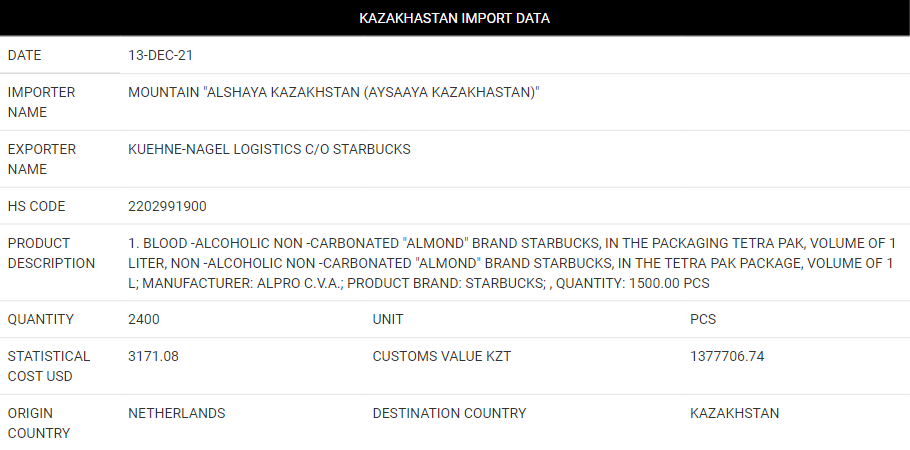 KAZAKHASTAN IMPORT DATA
DATE 13-DEC-21
IMPORTER NAME MOUNTAIN "ALSHAYA KAZAKHSTAN (AYSAAYA KAZAKHASTAN)"
EXPORTER NAME KUEHNE-NAGEL LOGISTICS C/O STARBUCKS
HS CODE 2202991900
PRODUCT DESCRIPTION 1. BLOOD -ALCOHOLIC NON -CARBONATED "ALMOND" BRAND STARBUCKS, IN THE PACKAGING TETRA PAK, VOLUME OF 1
LITER, NON -ALCOHOLIC NON -CARBONATED "ALMOND" BRAND STARBUCKS, IN THE TETRA PAK PACKAGE, VOLUME OF 1
L; MANUFACTURER: ALPRO C.V.A.; PRODUCT BRAND: STARBUCKS; , QUANTITY: 1500.00 PCS
QUANTITY 2400 UNIT PCS
STATISTICAL COST USD 3171.08 CUSTOMS VALUE KZT 1377706.74
ORIGIN COUNTRY NETHERLANDS DESTINATION COUNTRY KAZAKHSTAN